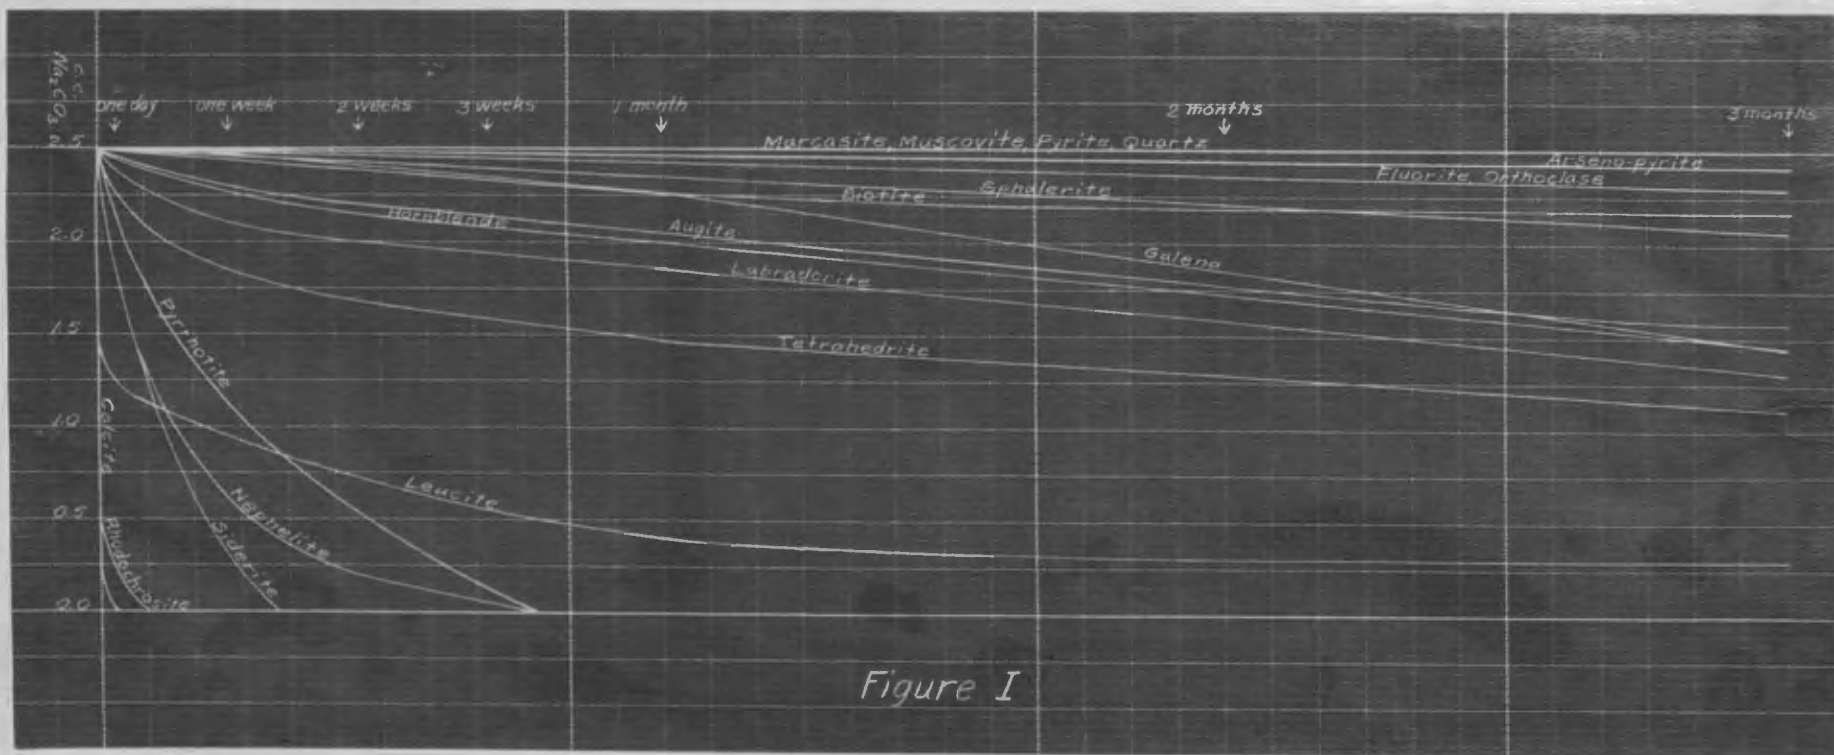 c.c.
Na₂CO₃
one day one week 2 weeks 3 weeks 1 month 2 months 3 months
2.5
Marcasite, Muscovite, Pyrite, Quartz
Arseno-pyrite
Fluorite, Orthoclase
Biotite Sphalerite
Hornblende
Augite
2.0
Galena
Labradorite
Pyrrhotite
1.5
Tetrahedrite
Calcite
1.0
Leucite
Nephelite
0.5
Siderite
Rhodochrosite
0.0
Figure I